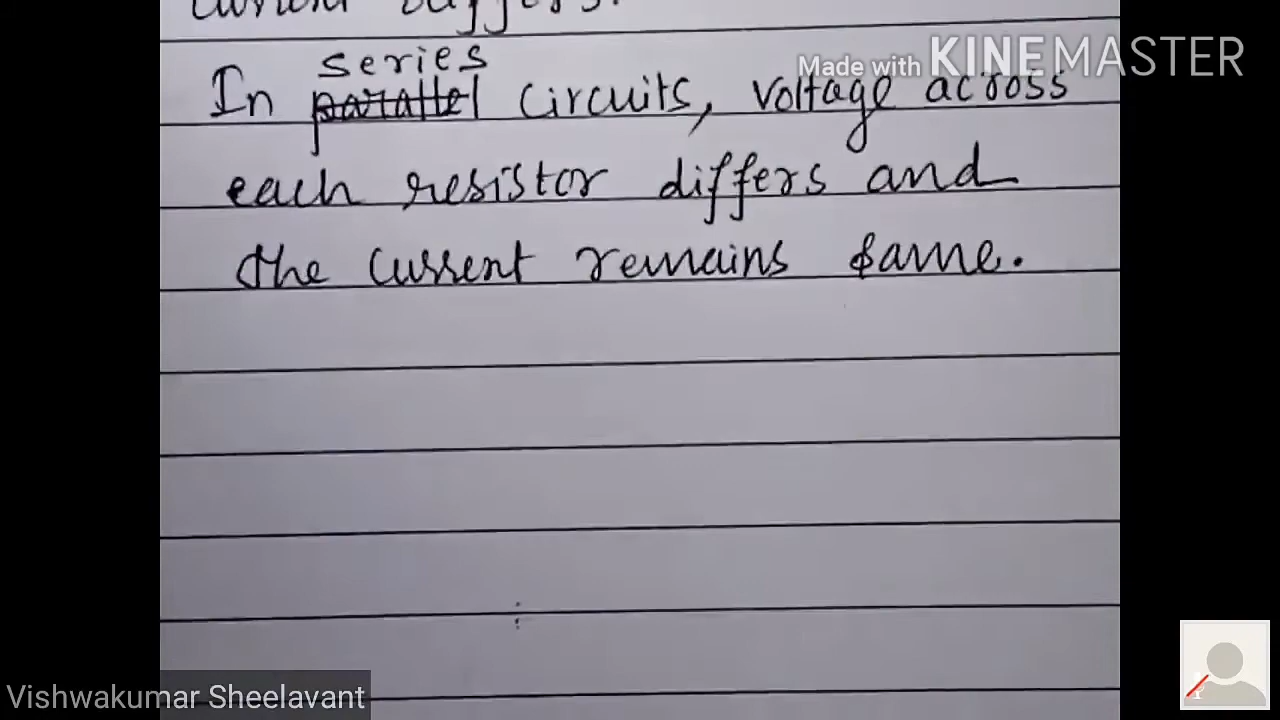 series
In parallel circuits, voltage across
each resistor differs and
the current remains same.
Made with KINEMASTER
Vishwakumar Sheelavant